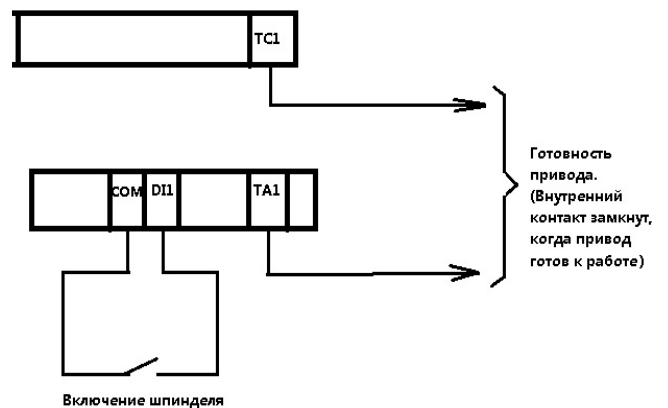 TC1
Готовность
привода.
(Внутренний
контакт замкнут,
когда привод
готов к работе)
COM DI1 TA1
Включение шпинделя